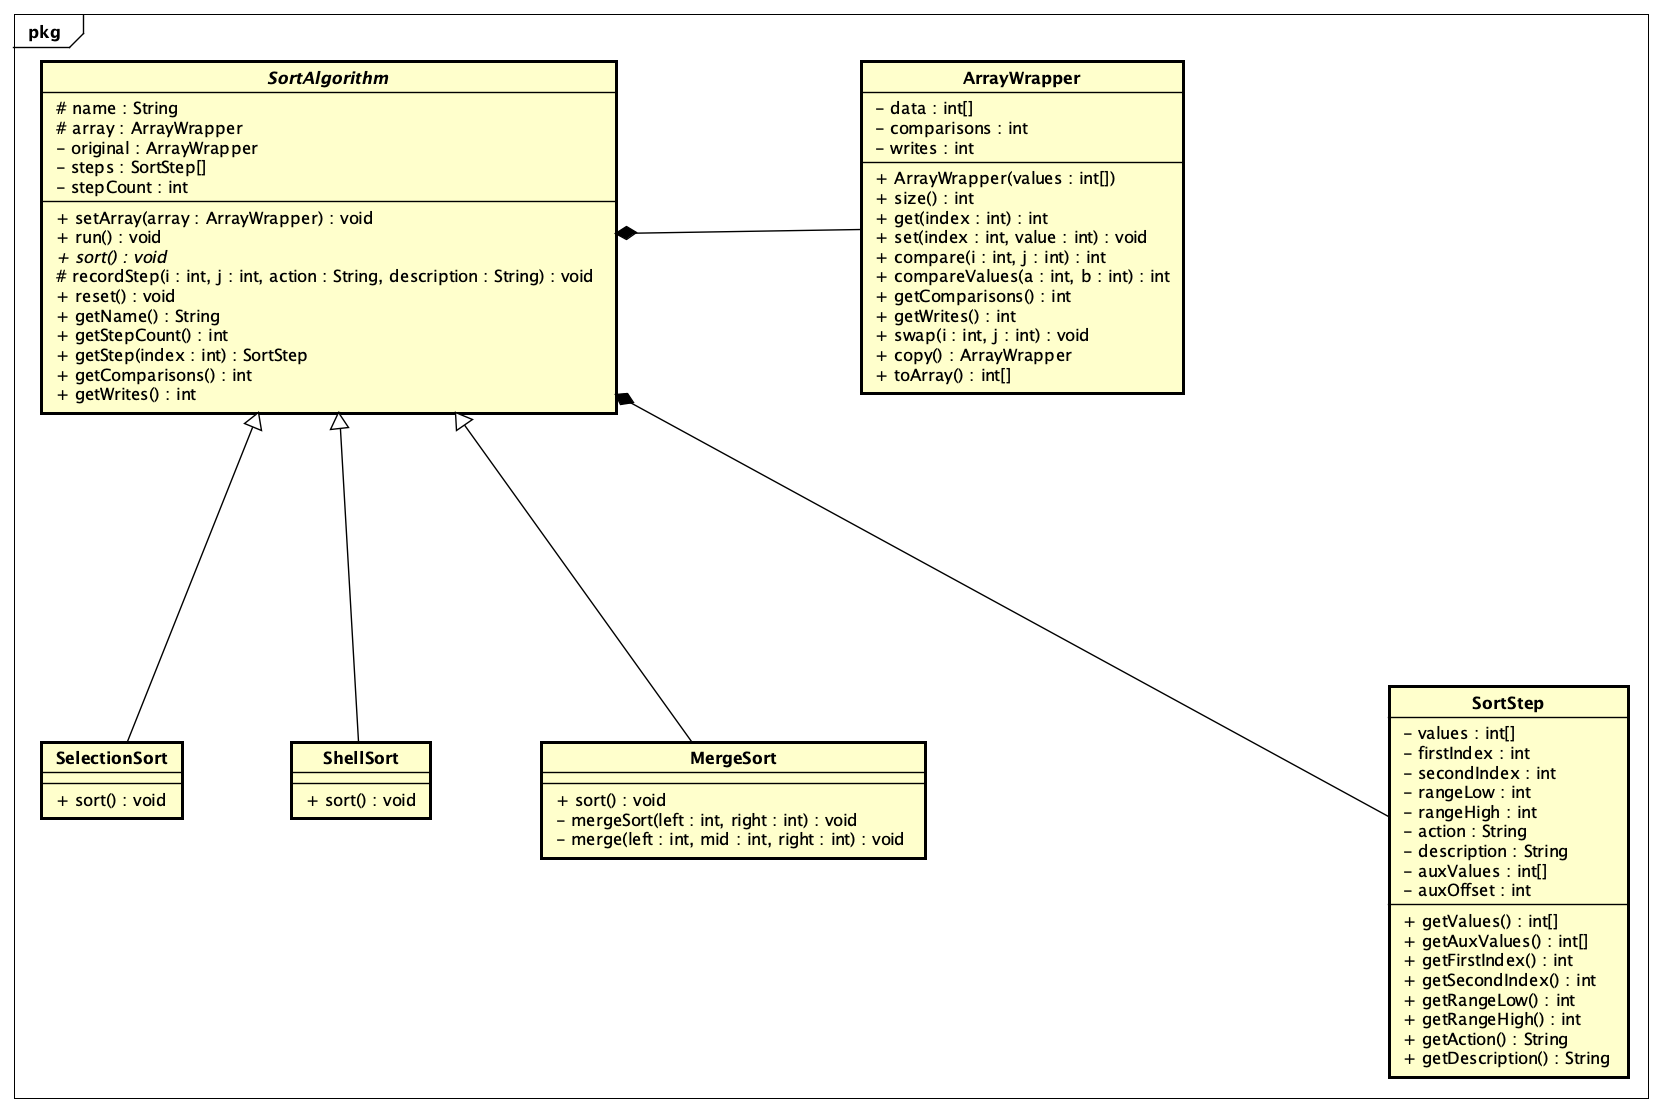 pkg
SortAlgorithm
# name : String
# array : ArrayWrapper
– original : ArrayWrapper
– steps : SortStep[]
– stepCount : int
+ setArray(array : ArrayWrapper) : void
+ run() : void
+ sort() : void
# recordStep(i : int, j : int, action : String, description : String) : void
+ reset() : void
+ getName() : String
+ getStepCount() : int
+ getStep(index : int) : SortStep
+ getComparisons() : int
+ getWrites() : int
ArrayWrapper
– data : int[]
– comparisons : int
– writes : int
+ ArrayWrapper(values : int[])
+ size() : int
+ get(index : int) : int
+ set(index : int, value : int) : void
+ compare(i : int, j : int) : int
+ compareValues(a : int, b : int) : int
+ getComparisons() : int
+ getWrites() : int
+ swap(i : int, j : int) : void
+ copy() : ArrayWrapper
+ toArray() : int[]
SelectionSort
+ sort() : void
ShellSort
+ sort() : void
MergeSort
+ sort() : void
– mergeSort(left : int, right : int) : void
– merge(left : int, mid : int, right : int) : void
SortStep
– values : int[]
– firstIndex : int
– secondIndex : int
– rangeLow : int
– rangeHigh : int
– action : String
– description : String
– auxValues : int[]
– auxOffset : int
+ getValues() : int[]
+ getAuxValues() : int[]
+ getFirstIndex() : int
+ getSecondIndex() : int
+ getRangeLow() : int
+ getRangeHigh() : int
+ getAction() : String
+ getDescription() : String